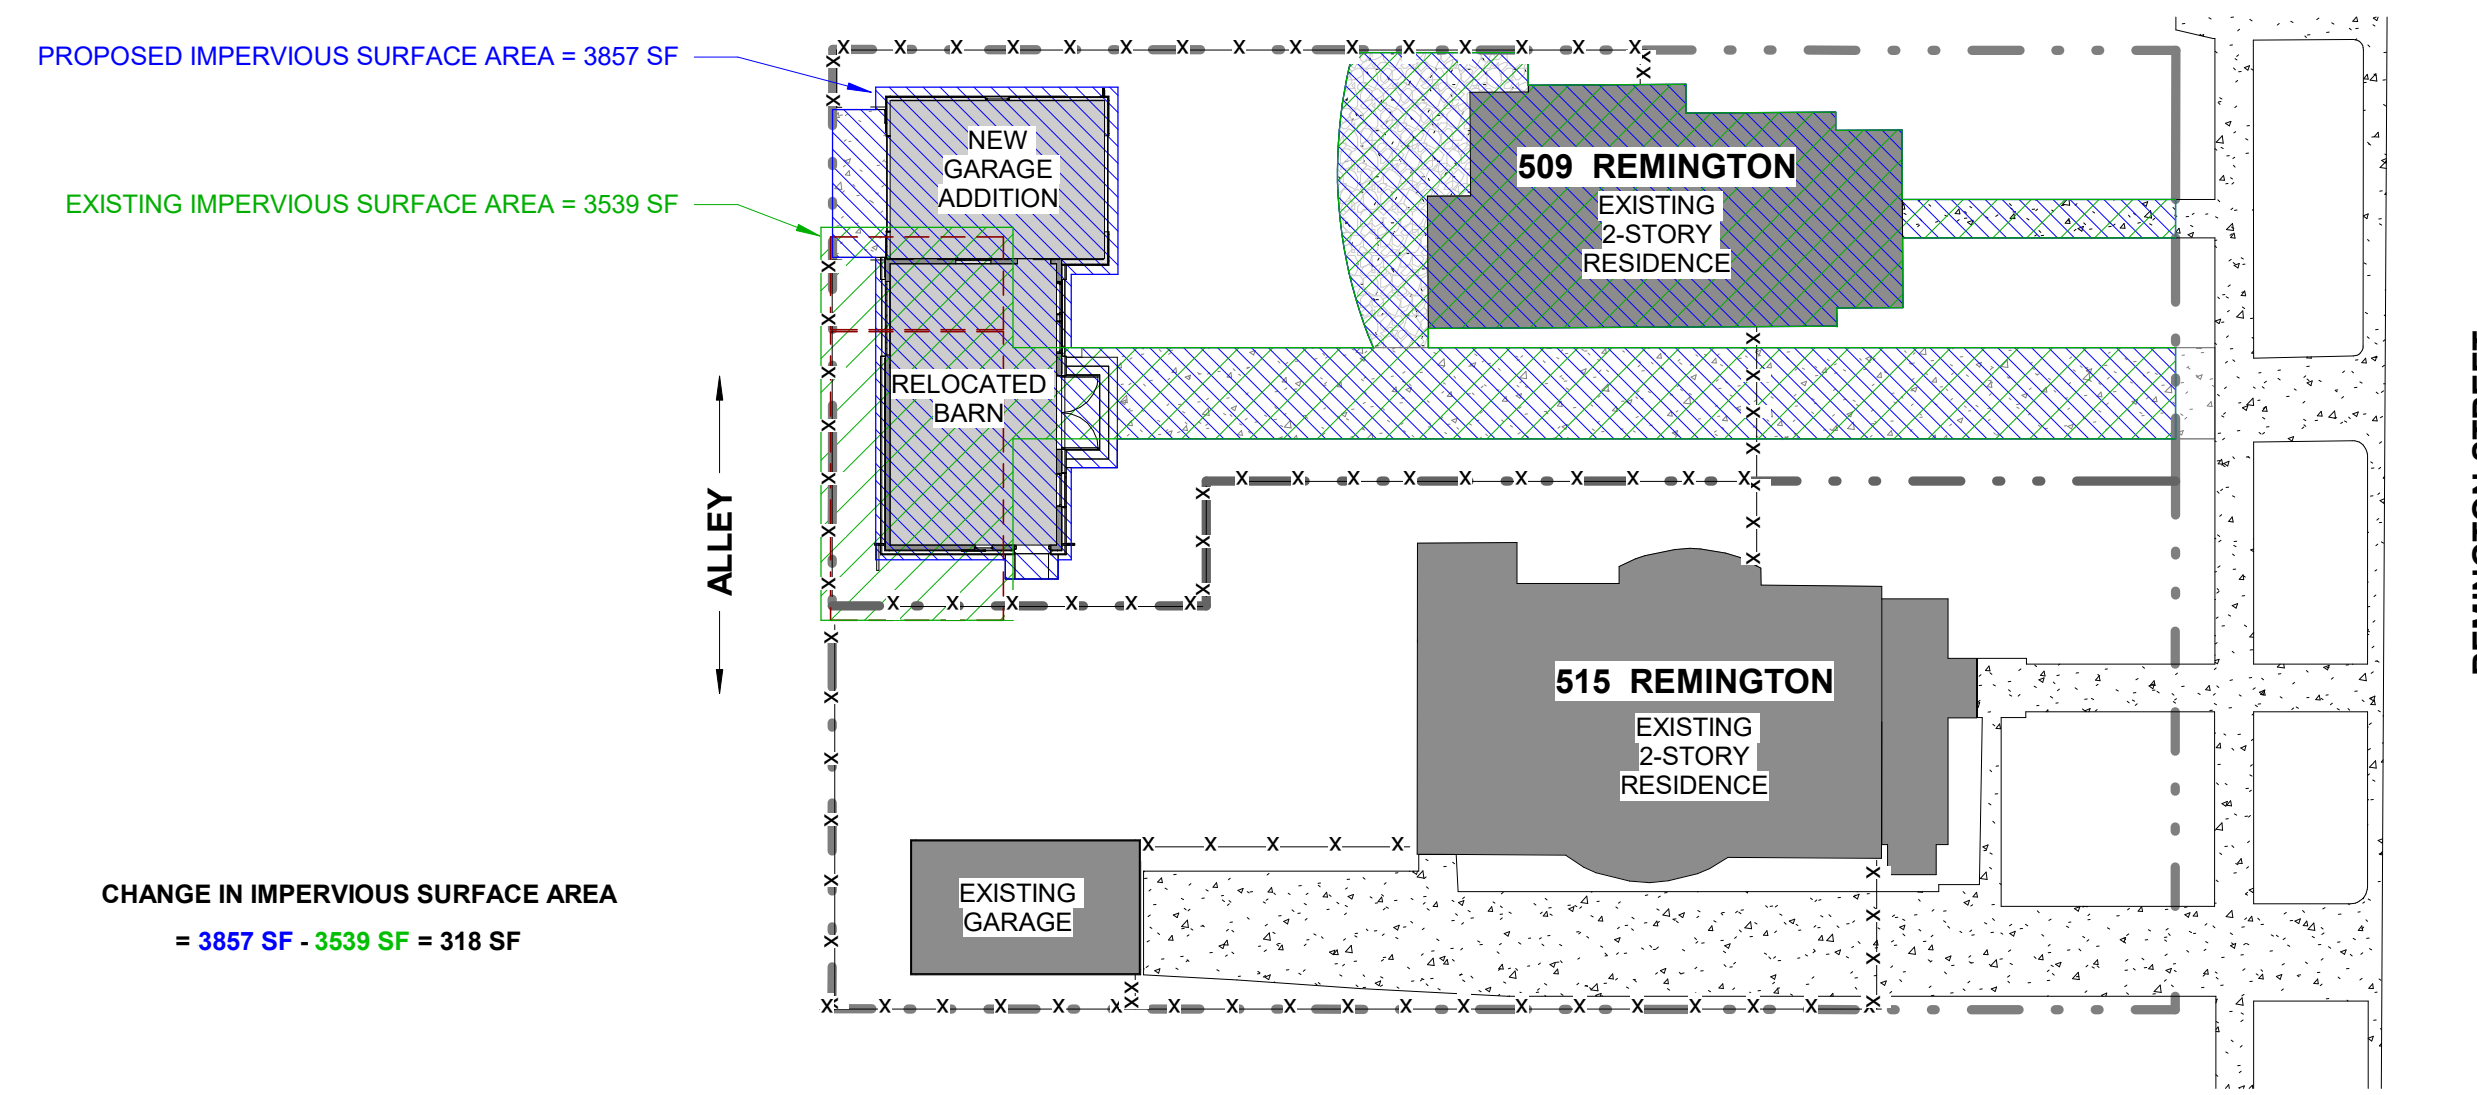 PROPOSED IMPERVIOUS SURFACE AREA = 3857 SF
EXISTING IMPERVIOUS SURFACE AREA = 3539 SF
NEW
GARAGE
ADDITION
509 REMINGTON
EXISTING
2-STORY
RESIDENCE
RELOCATED
BARN
ALLEY
515 REMINGTON
EXISTING
2-STORY
RESIDENCE
EXISTING
GARAGE
CHANGE IN IMPERVIOUS SURFACE AREA
= 3857 SF - 3539 SF = 318 SF
REMINGTON STREET